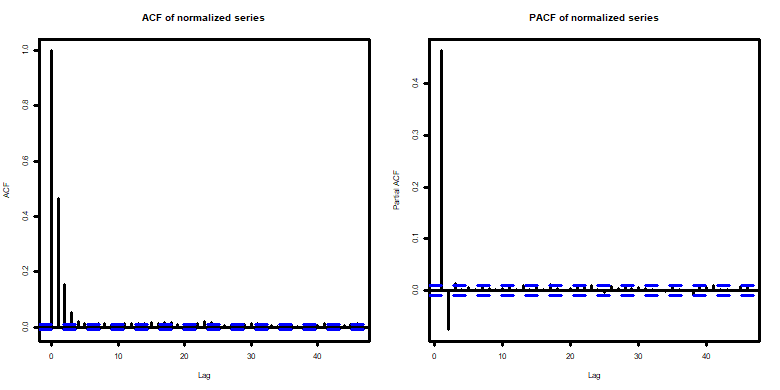 ACF of normalized series
ACF
1.0
0.8
0.6
0.4
0.2
0.0
0 10 20 30 40
Lag
PACF of normalized series
Partial ACF
0.4
0.3
0.2
0.1
0.0
0 10 20 30 40
Lag